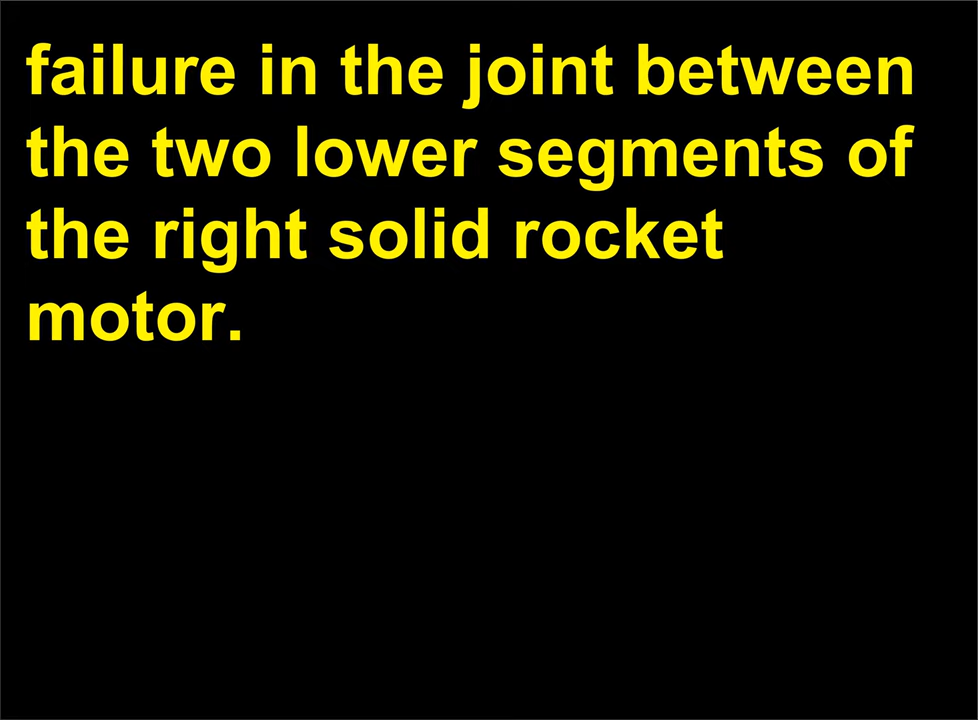 failure in the joint between
the two lower segments of
the right solid rocket
motor.